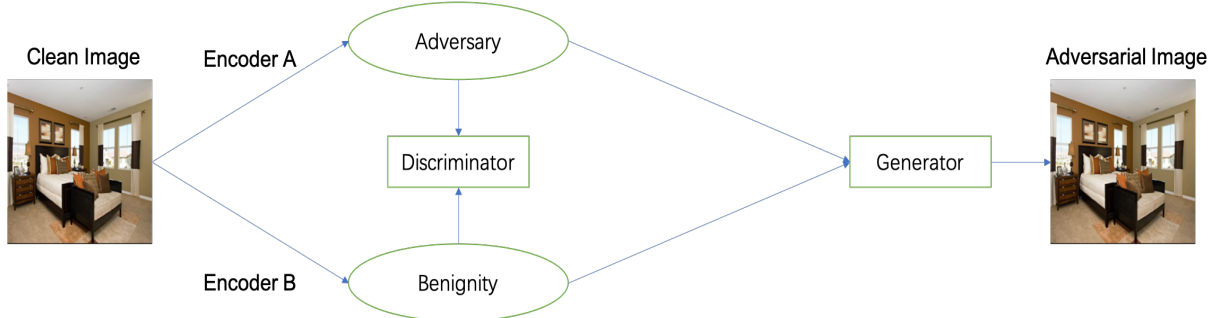 Clean Image
Encoder A
Adversary
Adversarial Image
Discriminator
Generator
Encoder B
Benignity